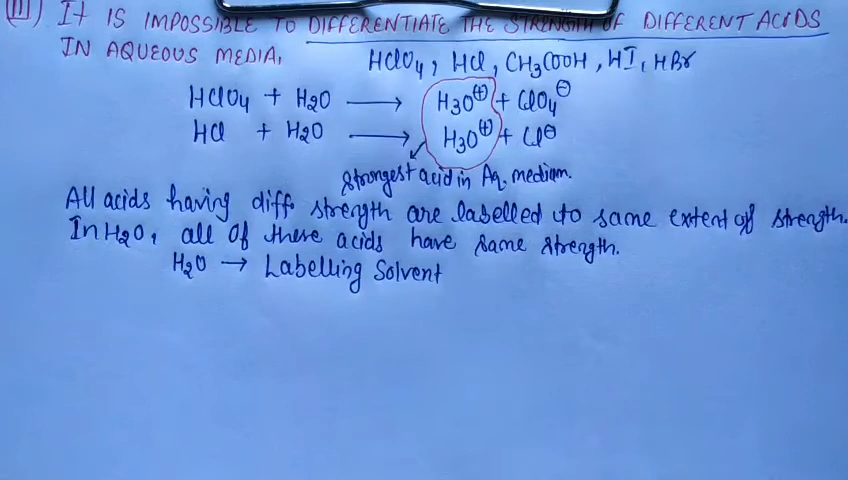 III) It IS IMPOSSIBLE TO DIFFERENTIATE THE STRENGTH OF DIFFERENT ACIDS
IN AQUEOUS MEDIA,
HClO4, HCl, CH3COOH, HI, HBr
HClO4 + H2O ⟶ H3O⊕ + ClO4⊖
HCl + H2O ⟶ H3O⊕ + Cl⊖
Strongest acid in Aq. medium.
All acids having diff strength are labelled to same extent of strength.
In H2O, all of these acids have same strength.
H2O → Labelling Solvent